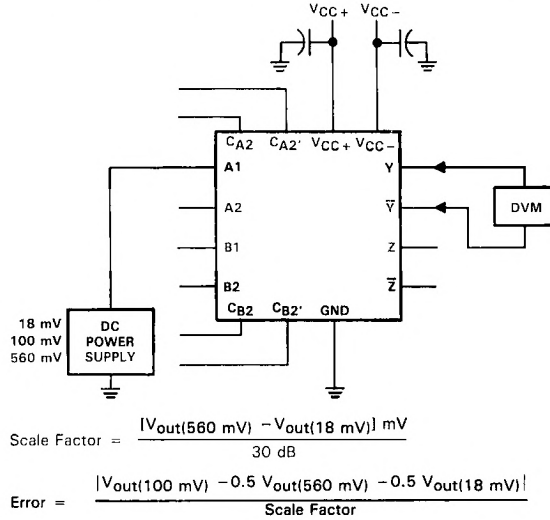 VCC+ VCC−
CA2 CA2' VCC+ VCC−
A1 Y
A2 Y̅
DVM
B1 Z
B2 Z̅
CB2 CB2' GND
18 mV
100 mV
560 mV
DC
POWER
SUPPLY
Scale Factor = [Vout(560 mV) − Vout(18 mV)] mV
30 dB
Error = |Vout(100 mV) − 0.5 Vout(560 mV) − 0.5 Vout(18 mV)|
Scale Factor